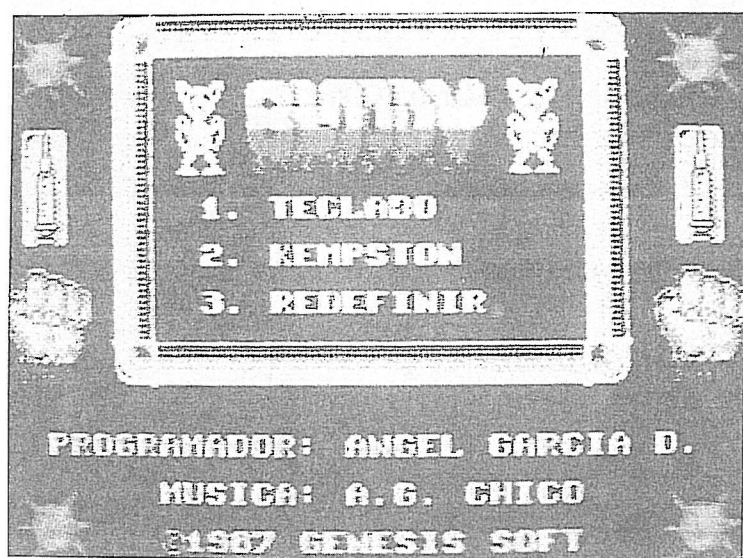 1. TECLADO
2. KEMPSTON
3. REDEFINIR
PROGRAMADOR: ANGEL GARCIA D.
MUSICA: A.G. CHICO
©1987 GENESIS SOFT